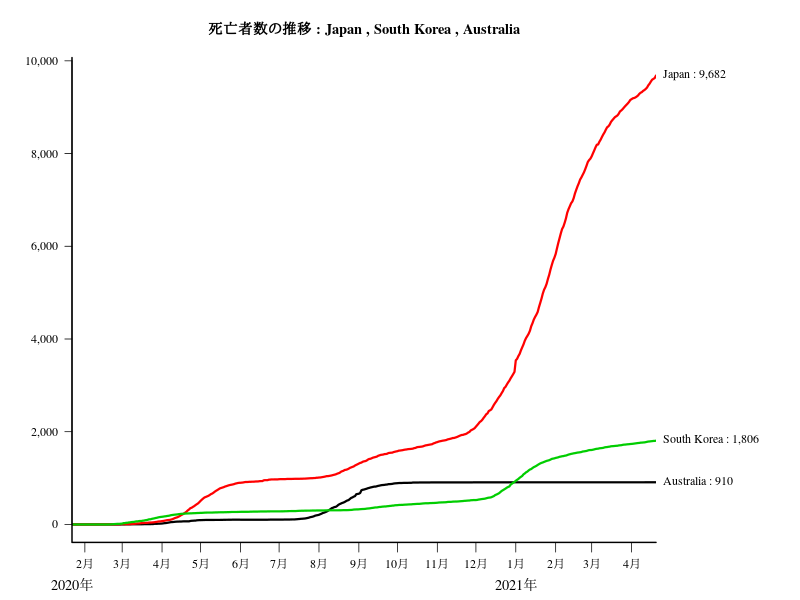 死亡者数の推移 : Japan , South Korea , Australia
10,000
8,000
6,000
4,000
2,000
0
Japan : 9,682
South Korea : 1,806
Australia : 910
2月 3月 4月 5月 6月 7月 8月 9月 10月 11月 12月 1月 2月 3月 4月
2020年 2021年